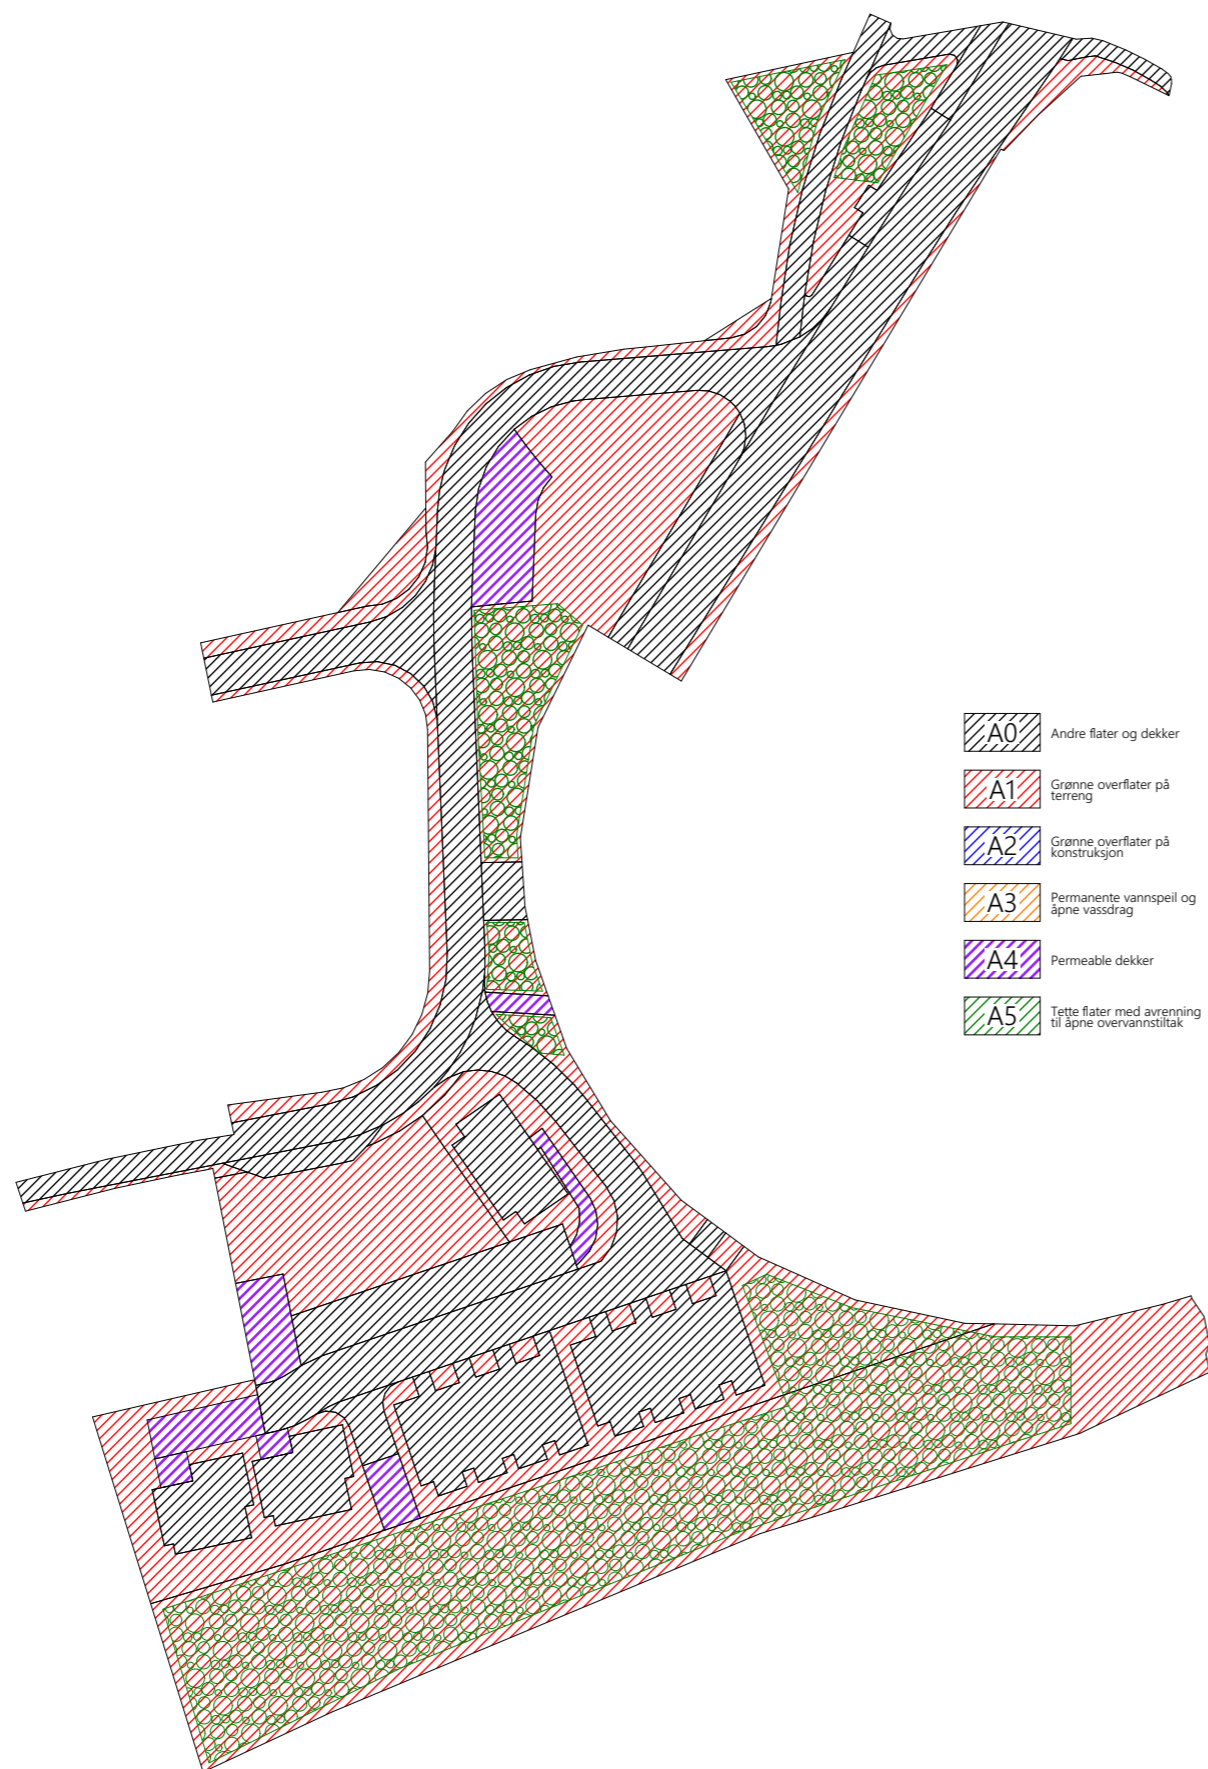 A0 Andre flater og dekker
A1 Grønne overflater på
terreng
A2 Grønne overflater på
konstruksjon
A3 Permanente vannspeil og
åpne vassdrag
A4 Permeable dekker
A5 Tette flater med avrenning
til åpne overvannstiltak